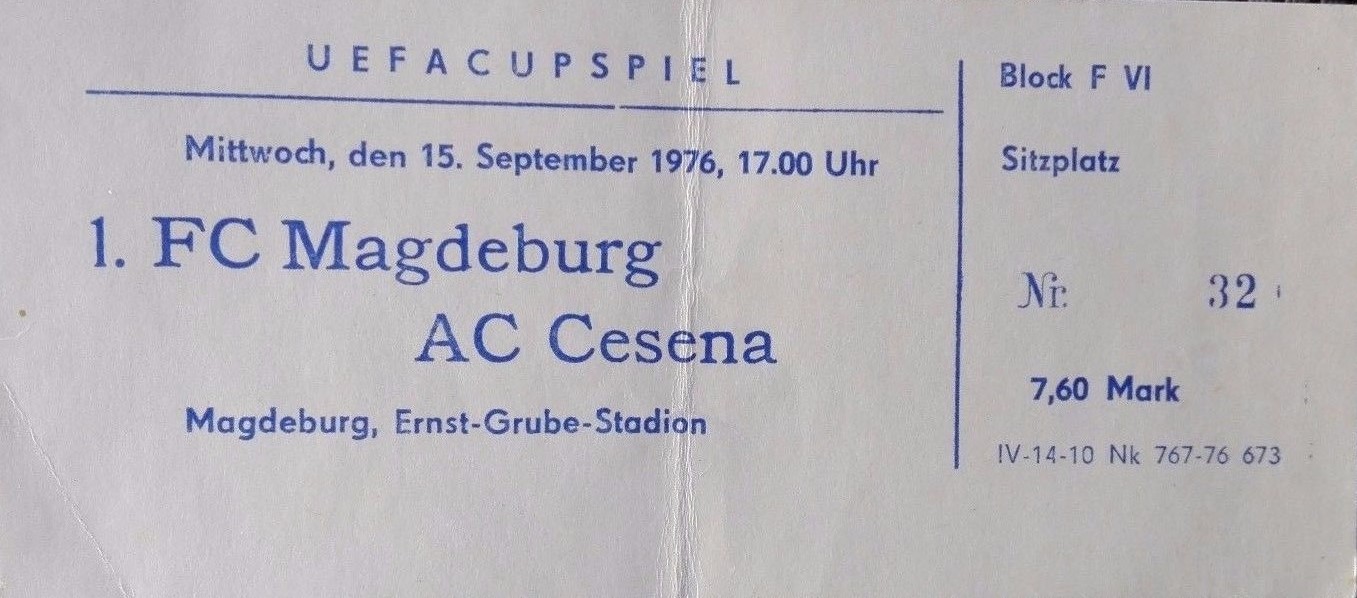 UEFACUPSPIEL
Mittwoch, den 15. September 1976, 17.00 Uhr
1. FC Magdeburg
AC Cesena
Magdeburg, Ernst-Grube-Stadion
Block F VI
Sitzplatz
Nr. 32
7,60 Mark
IV-14-10 Nk 767-76 673